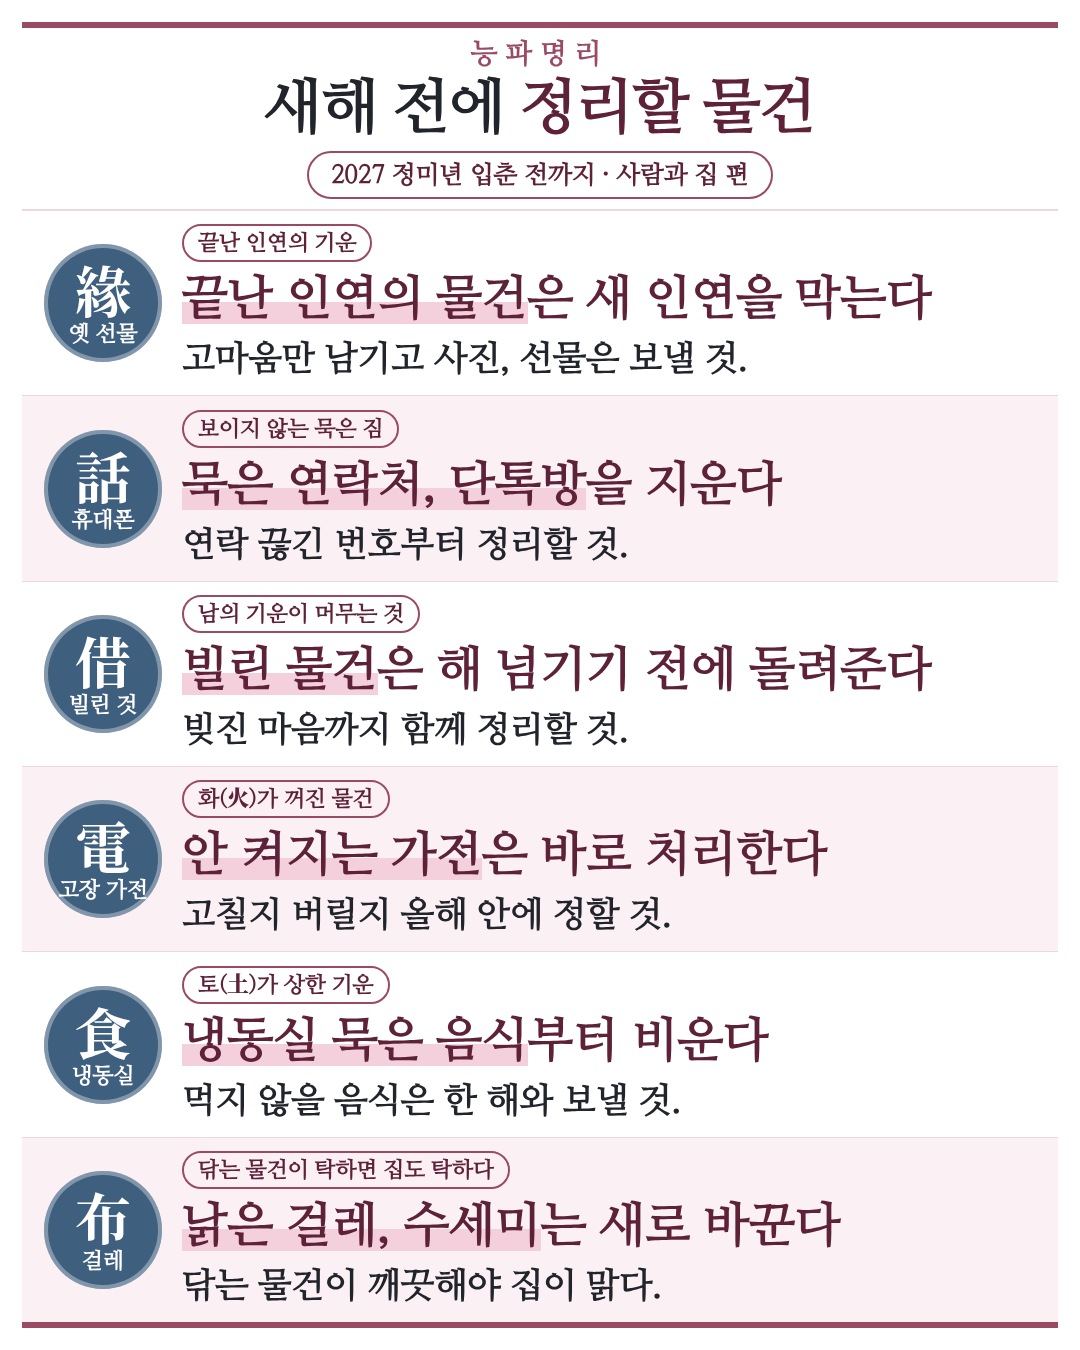 능파명리
새해 전에 정리할 물건
2027 정미년 입춘 전까지 · 사람과 집 편
緣
옛 선물
끝난 인연의 기운
끝난 인연의 물건은 새 인연을 막는다
고마움만 남기고 사진, 선물은 보낼 것.
話
휴대폰
보이지 않는 묵은 짐
묵은 연락처, 단톡방을 지운다
연락 끊긴 번호부터 정리할 것.
借
빌린 것
남의 기운이 머무는 것
빌린 물건은 해 넘기기 전에 돌려준다
빚진 마음까지 함께 정리할 것.
電
고장 가전
화(火)가 꺼진 물건
안 켜지는 가전은 바로 처리한다
고칠지 버릴지 올해 안에 정할 것.
食
냉동실
토(土)가 상한 기운
냉동실 묵은 음식부터 비운다
먹지 않을 음식은 한 해와 보낼 것.
布
걸레
닦는 물건이 탁하면 집도 탁하다
낡은 걸레, 수세미는 새로 바꾼다
닦는 물건이 깨끗해야 집이 맑다.